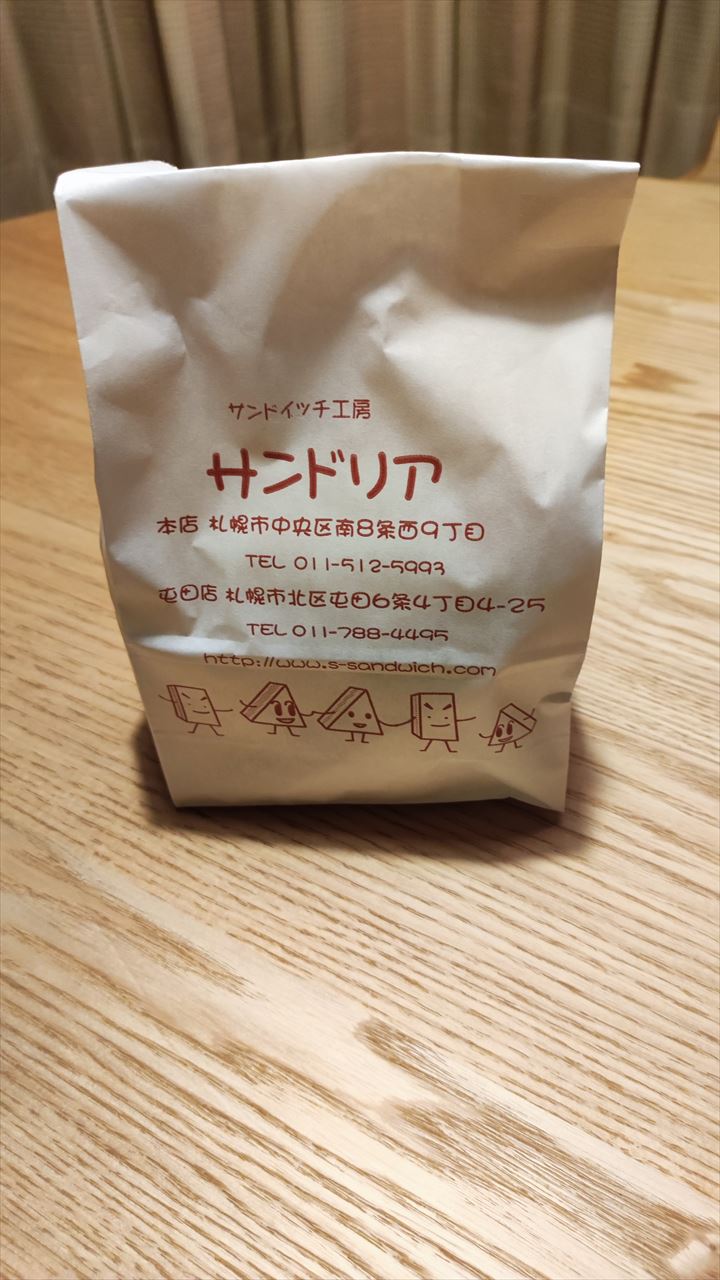 サンドイッチ工房
サンドリア
本店 札幌市中央区南8条西9丁目
TEL 011-512-5993
屯田店 札幌市北区屯田6条4丁目4-25
TEL 011-788-4495
http://www.s-sandwich.com